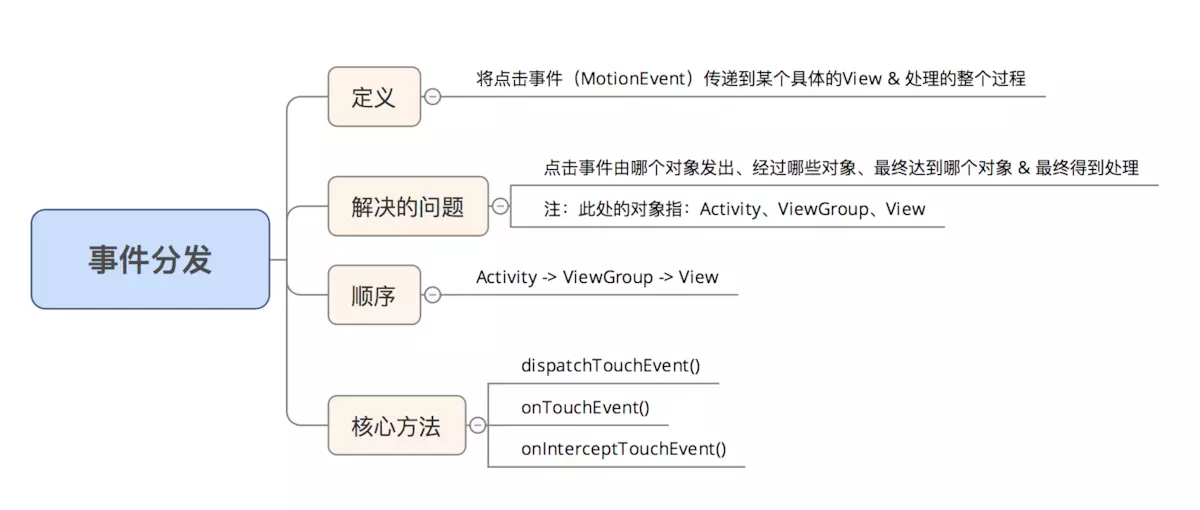 事件分发
定义
将点击事件（MotionEvent）传递到某个具体的View & 处理的整个过程
解决的问题
点击事件由哪个对象发出、经过哪些对象、最终达到哪个对象 & 最终得到处理
注：此处的对象指：Activity、ViewGroup、View
顺序
Activity -> ViewGroup -> View
核心方法
dispatchTouchEvent()
onTouchEvent()
onInterceptTouchEvent()